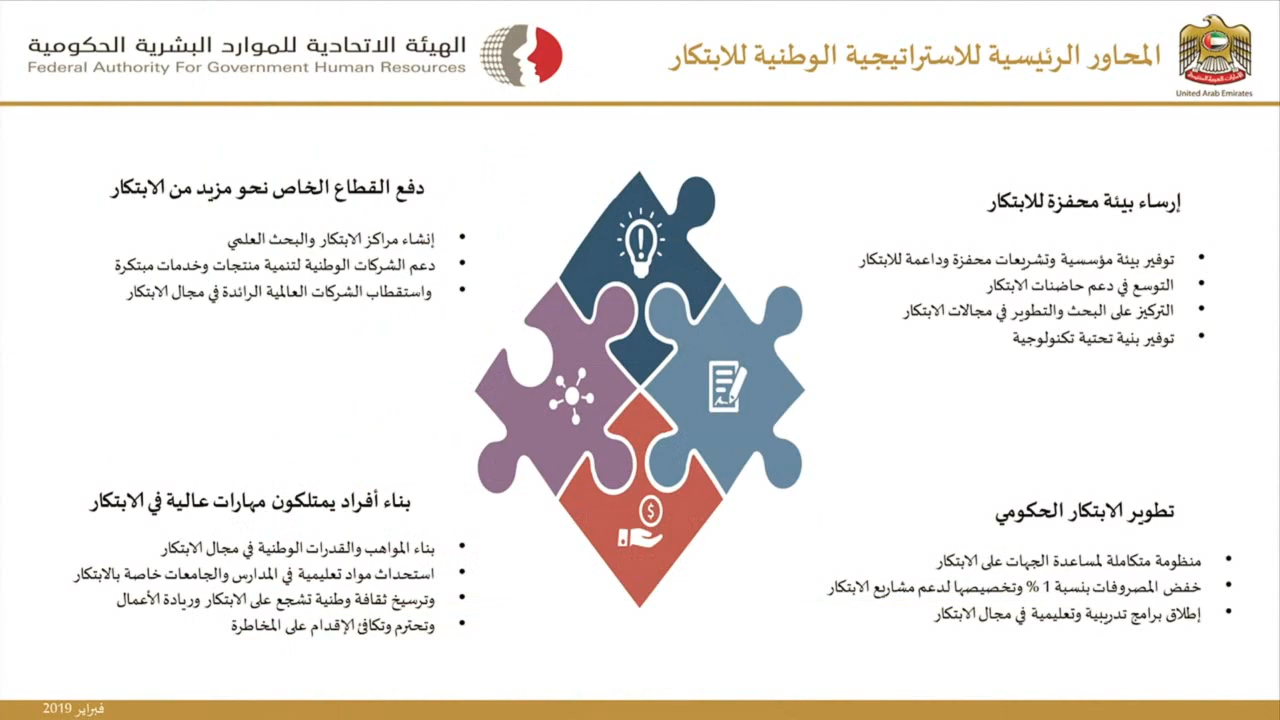 المحاور الرئيسية للاستراتيجية الوطنية للابتكار
United Arab Emirates
الهيئة الاتحادية للموارد البشرية الحكومية
Federal Authority For Government Human Resources
إرساء بيئة محفزة للابتكار
• توفير بيئة مؤسسية وتشريعات محفزة وداعمة للابتكار
• التوسع في دعم حاضنات الابتكار
• التركيز على البحث والتطوير في مجالات الابتكار
• توفير بنية تحتية تكنولوجية
دفع القطاع الخاص نحو مزيد من الابتكار
• إنشاء مراكز الابتكار والبحث العلمي
• دعم الشركات الوطنية لتنمية منتجات وخدمات مبتكرة
• واستقطاب الشركات العالمية الرائدة في مجال الابتكار
تطوير الابتكار الحكومي
• منظومة متكاملة لمساعدة الجهات على الابتكار
• خفض المصروفات بنسبة 1 % وتخصيصها لدعم مشاريع الابتكار
• إطلاق برامج تدريبية وتعليمية في مجال الابتكار
بناء أفراد يمتلكون مهارات عالية في الابتكار
• بناء المواهب والقدرات الوطنية في مجال الابتكار
• استحداث مواد تعليمية في المدارس والجامعات خاصة بالابتكار
• وترسيخ ثقافة وطنية تشجع على الابتكار وريادة الأعمال
• وتحترم وتكافئ الإقدام على المخاطرة
فبراير 2019